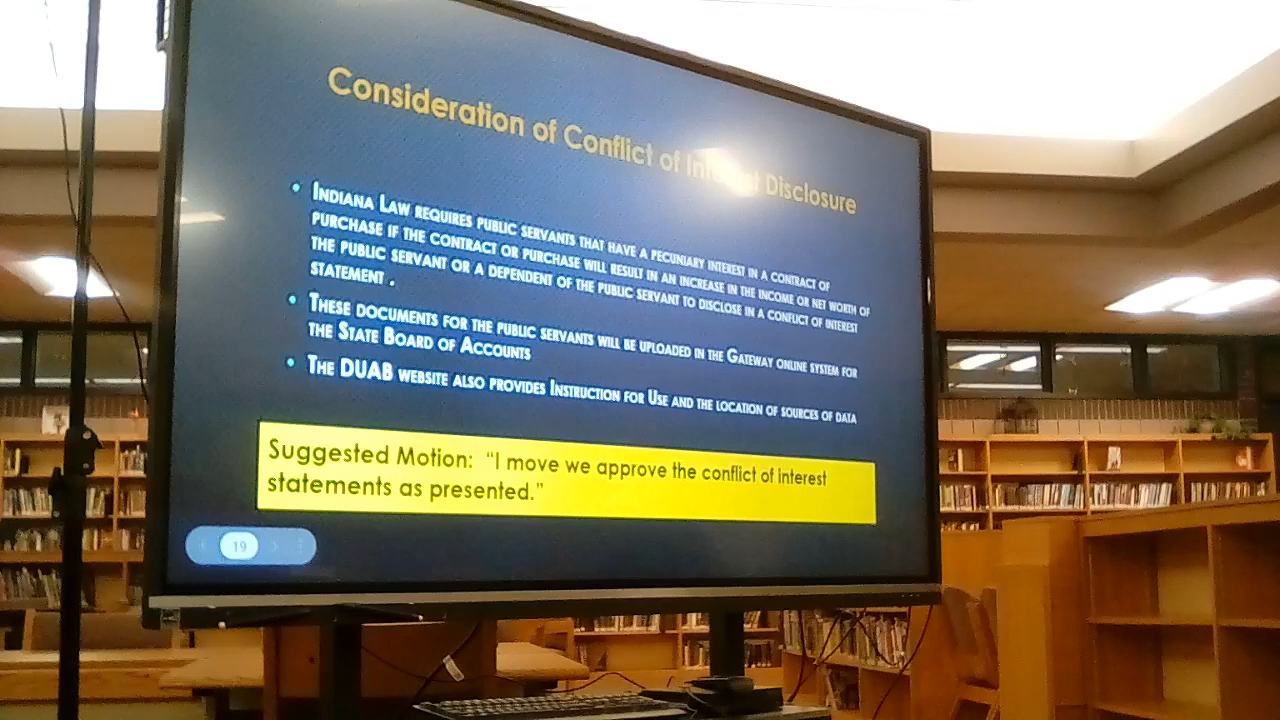 Consideration of Conflict of Interest Disclosure
• INDIANA LAW REQUIRES PUBLIC SERVANTS THAT HAVE A PECUNIARY INTEREST IN A CONTRACT OF
PURCHASE IF THE CONTRACT OR PURCHASE WILL RESULT IN AN INCREASE IN THE INCOME OR NET WORTH OF
THE PUBLIC SERVANT OR A DEPENDENT OF THE PUBLIC SERVANT TO DISCLOSE IN A CONFLICT OF INTEREST
STATEMENT .
• THESE DOCUMENTS FOR THE PUBLIC SERVANTS WILL BE UPLOADED IN THE GATEWAY ONLINE SYSTEM FOR
THE STATE BOARD OF ACCOUNTS
• THE DUAB WEBSITE ALSO PROVIDES INSTRUCTION FOR USE AND THE LOCATION OF SOURCES OF DATA
Suggested Motion: "I move we approve the conflict of interest
statements as presented."
19